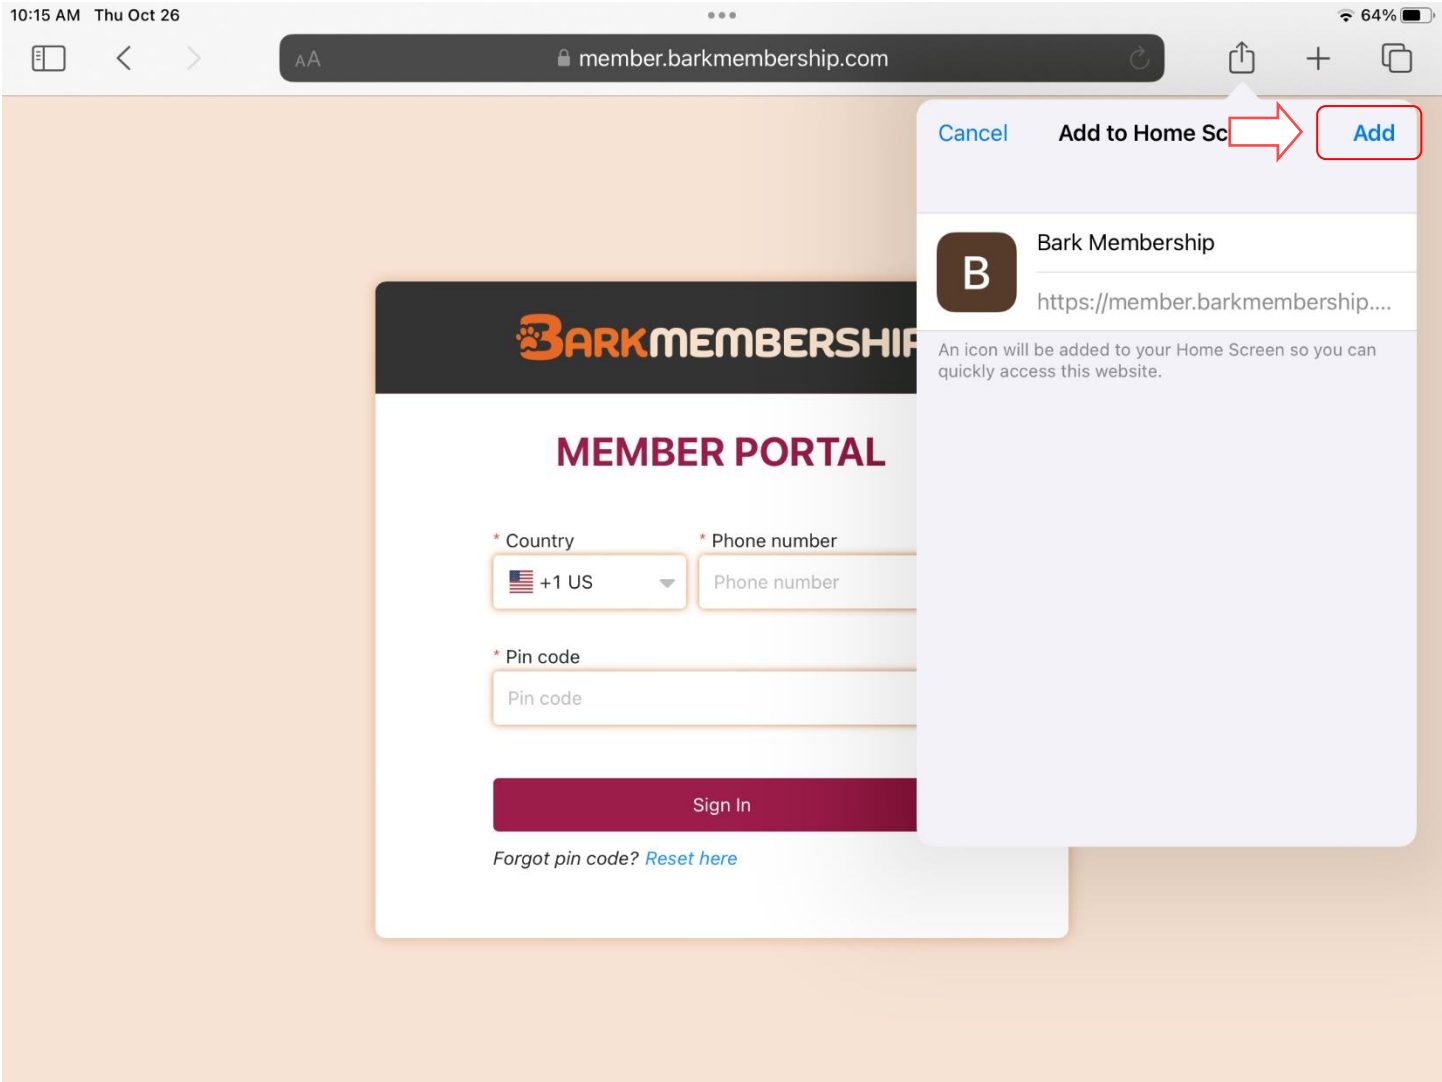 10:15 AM Thu Oct 26
64%
AA
member.barkmembership.com
Cancel
Add to Home Sc
Add
B
Bark Membership
https://member.barkmembership....
An icon will be added to your Home Screen so you can
quickly access this website.
BARKMEMBERSHIP
MEMBER PORTAL
* Country
* Phone number
+1 US
Phone number
* Pin code
Pin code
Sign In
Forgot pin code? Reset here